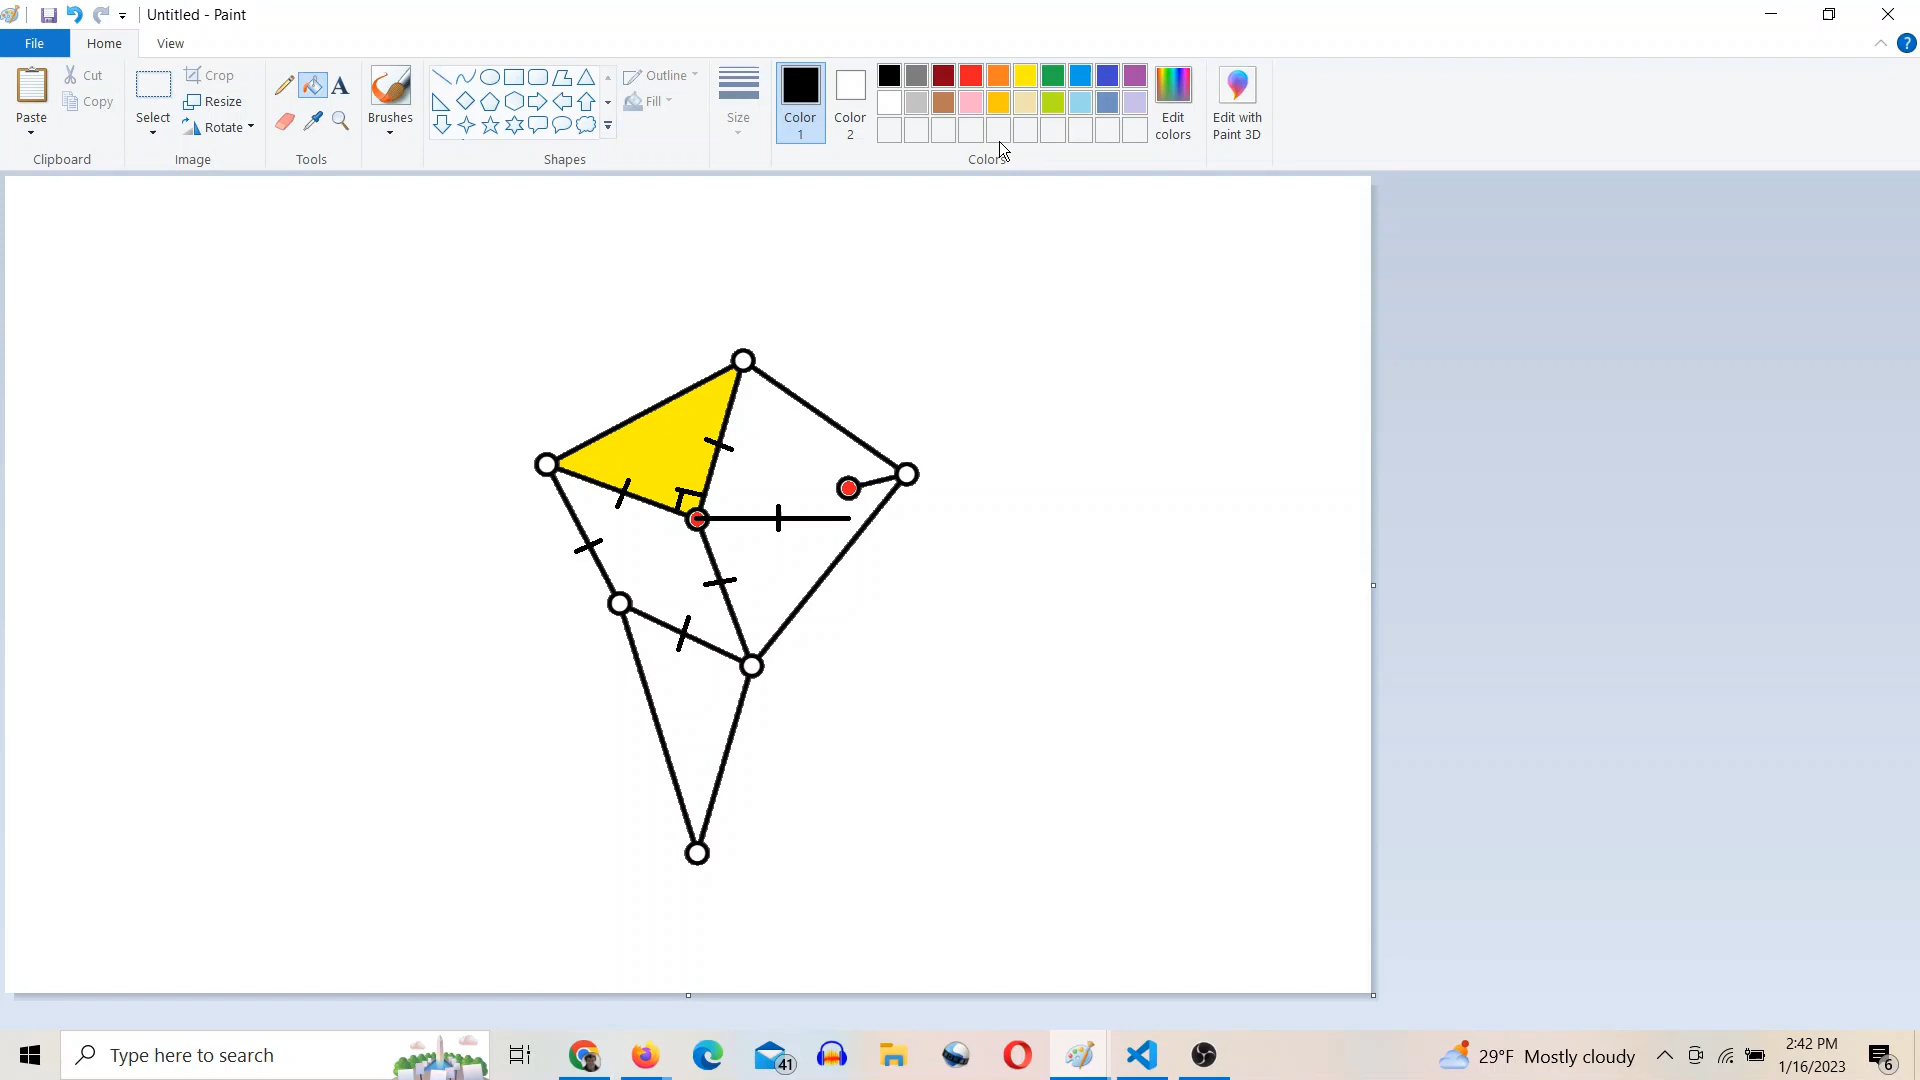 Untitled - Paint
File
Home
View
Paste
Cut
Copy
Clipboard
Select
Crop
Resize
Rotate
Image
A
Tools
Brushes
Outline
Fill
Shapes
Size
Color
1
Color
2
Colors
Edit
colors
Edit with
Paint 3D
?
Type here to search
41
29°F Mostly cloudy
2:42 PM
1/16/2023
6